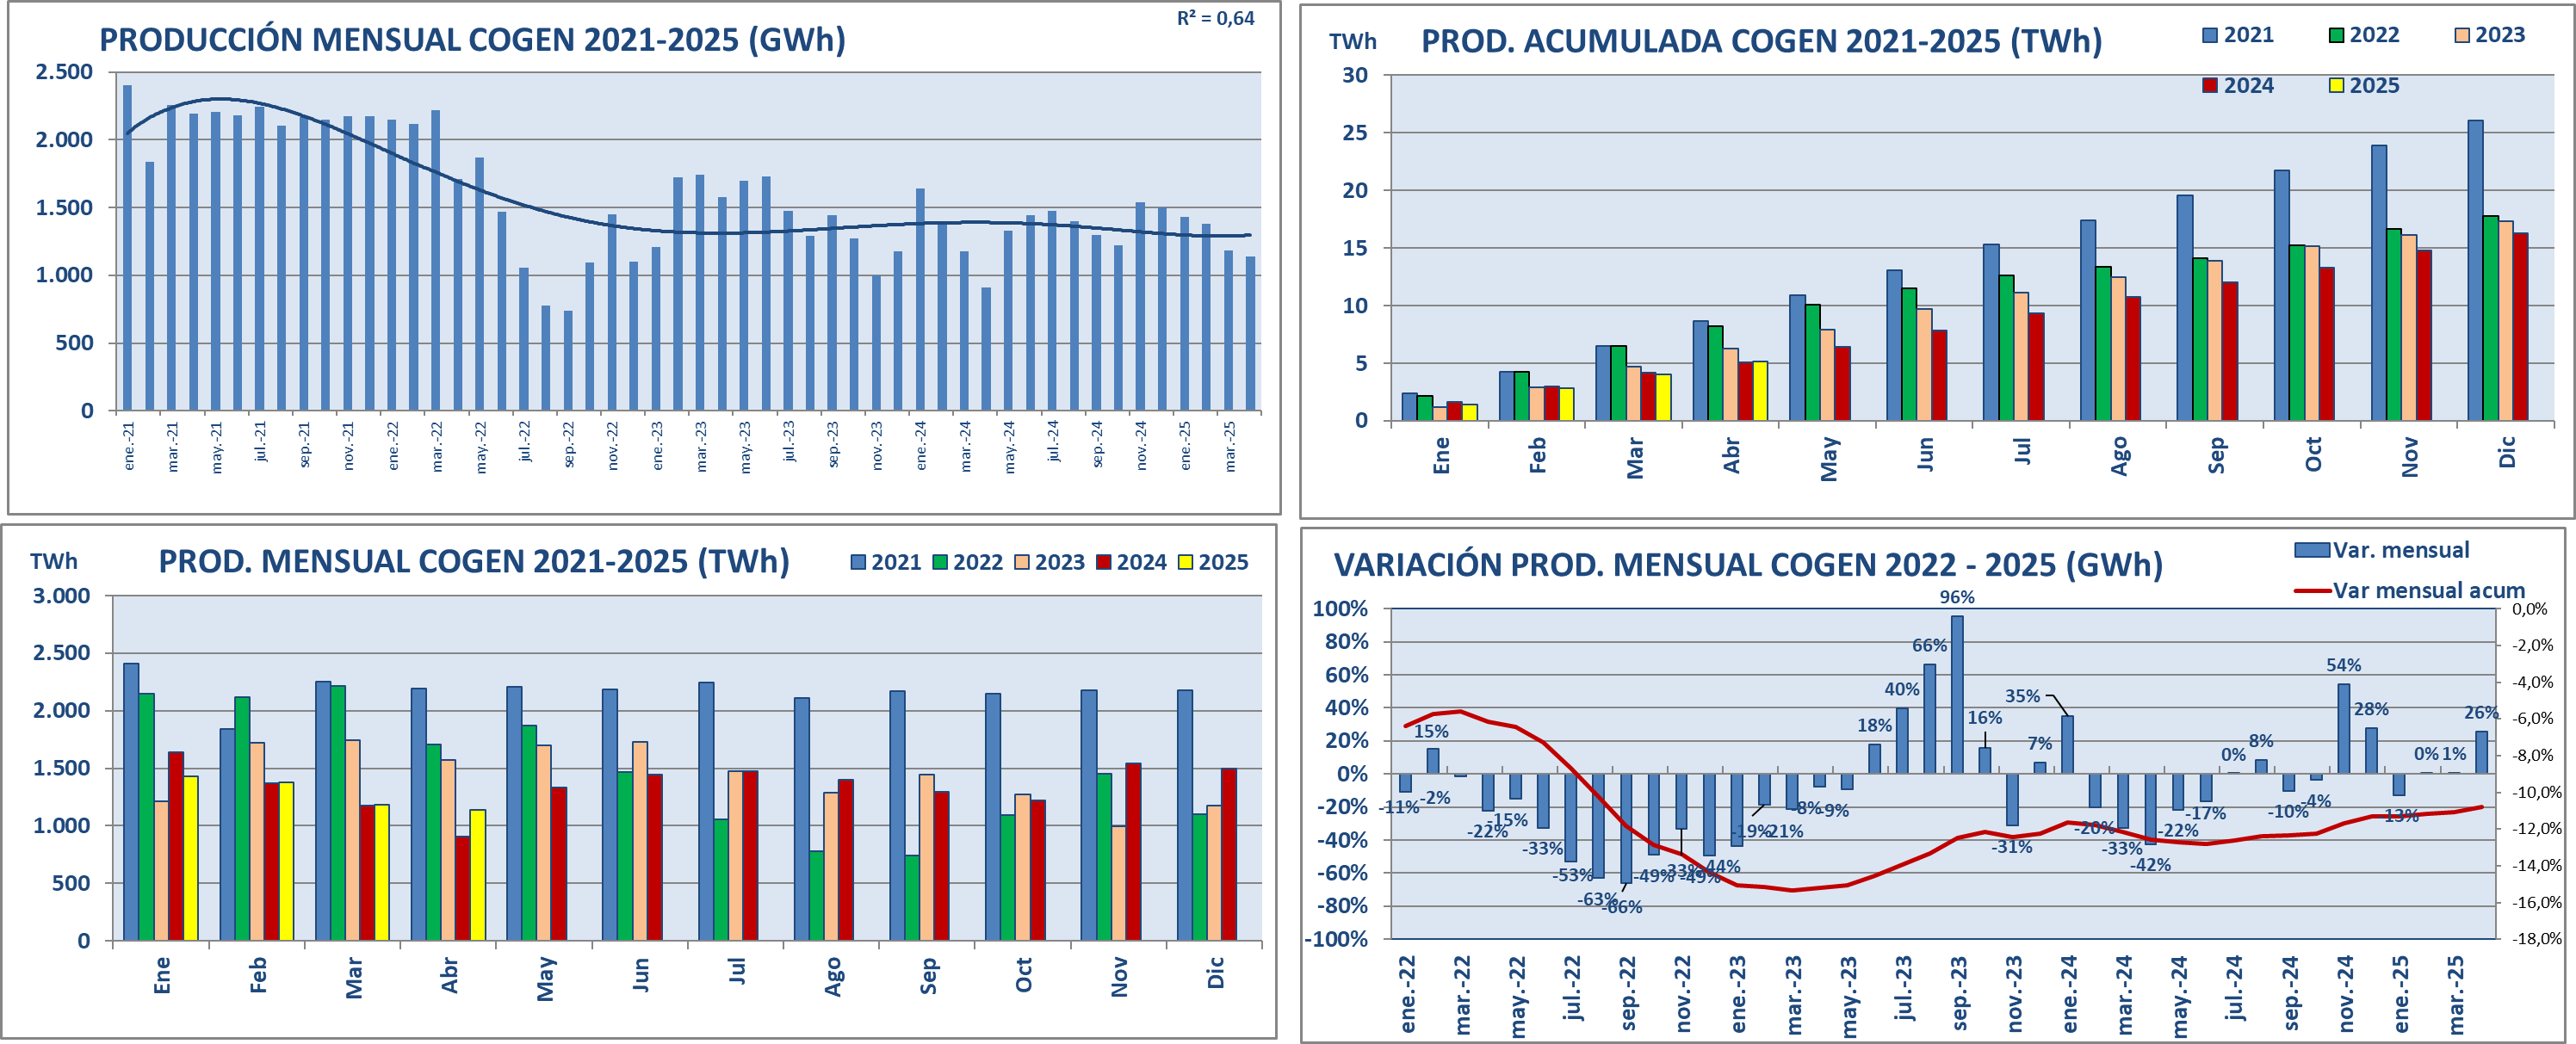 R² = 0,64
PRODUCCIÓN MENSUAL COGEN 2021-2025 (GWh)
2.500
2.000
1.500
1.000
500
0
ene.-21
mar.-21
may.-21
jul.-21
sep.-21
nov.-21
ene.-22
mar.-22
may.-22
jul.-22
sep.-22
nov.-22
ene.-23
mar.-23
may.-23
jul.-23
sep.-23
nov.-23
ene.-24
mar.-24
may.-24
jul.-24
sep.-24
nov.-24
ene.-25
mar.-25
TWh
PROD. ACUMULADA COGEN 2021-2025 (TWh)
2021
2022
2023
2024
2025
30
25
20
15
10
5
0
Ene
Feb
Mar
Abr
May
Jun
Jul
Ago
Sep
Oct
Nov
Dic
TWh
PROD. MENSUAL COGEN 2021-2025 (TWh)
2021
2022
2023
2024
2025
3.000
2.500
2.000
1.500
1.000
500
0
Ene
Feb
Mar
Abr
May
Jun
Jul
Ago
Sep
Oct
Nov
Dic
VARIACIÓN PROD. MENSUAL COGEN 2022 - 2025 (GWh)
Var. mensual
Var mensual acum
100%
80%
60%
40%
20%
0%
-20%
-40%
-60%
-80%
-100%
0,0%
-2,0%
-4,0%
-6,0%
-8,0%
-10,0%
-12,0%
-14,0%
-16,0%
-18,0%
-11%
15%
-2%
-22%
-15%
-33%
-53%
-63%
-66%
-49%
-33%
-49%
-44%
-19%
-21%
-8%
-9%
18%
40%
66%
96%
16%
-31%
7%
35%
-20%
-33%
-42%
-22%
-17%
0%
8%
-10%
-4%
54%
28%
-13%
0%
1%
26%
ene.-22
mar.-22
may.-22
jul.-22
sep.-22
nov.-22
ene.-23
mar.-23
may.-23
jul.-23
sep.-23
nov.-23
ene.-24
mar.-24
may.-24
jul.-24
sep.-24
nov.-24
ene.-25
mar.-25